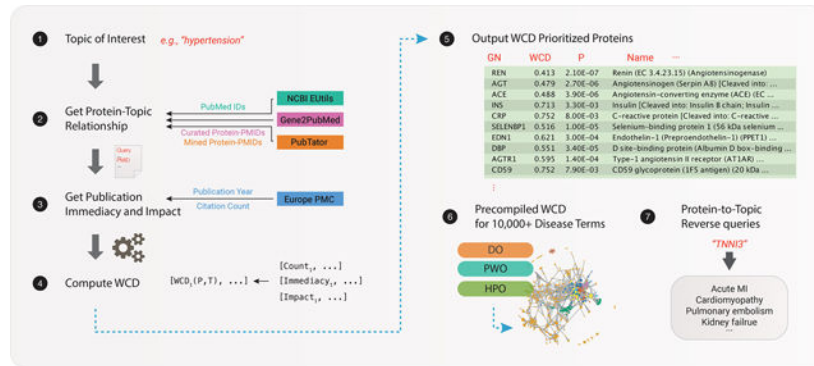 1 Topic of Interest e.g., "hypertension"
2 Get Protein-Topic
Relationship
PubMed IDs
NCBI EUtils
Gene2PubMed
Curated Protein-PMIDs
Mined Protein-PMIDs
PubTator
Query
...
3 Get Publication
Immediacy and Impact
Publication Year
Citation Count
Europe PMC
4 Compute WCD
[WCDi(P,T), ...]
[Counti, ...]
[Immediacyi, ...]
[Impacti, ...]
5 Output WCD Prioritized Proteins
GN WCD P Name ...
REN 0.413 2.10E-07 Renin (EC 3.4.23.15) (Angiotensinogenase)
AGT 0.479 2.70E-06 Angiotensinogen (Serpin A8) [Cleaved into: ...
ACE 0.488 3.90E-06 Angiotensin-converting enzyme (ACE) (EC ...
INS 0.713 3.30E-03 Insulin [Cleaved into: Insulin B chain; Insulin ...
CRP 0.752 8.00E-03 C-reactive protein [Cleaved into: C-reactive ...
SELENBP1 0.516 1.00E-05 Selenium-binding protein 1 (56 kDa selenium ...
EDN1 0.621 3.00E-04 Endothelin-1 (Preproendothelin-1) (PPET1) ...
DBP 0.551 3.40E-05 D site-binding protein (Albumin D box-binding ...
AGTR1 0.595 1.40E-04 Type-1 angiotensin II receptor (AT1AR) ...
CD59 0.752 7.90E-03 CD59 glycoprotein (1F5 antigen) (20 kDa ...
⋮
6 Precompiled WCD
for 10,000+ Disease Terms
DO
PWO
HPO
7 Protein-to-Topic
Reverse queries
"TNNI3"
Acute MI
Cardiomyopathy
Pulmonary embolism
Kidney failrue
...